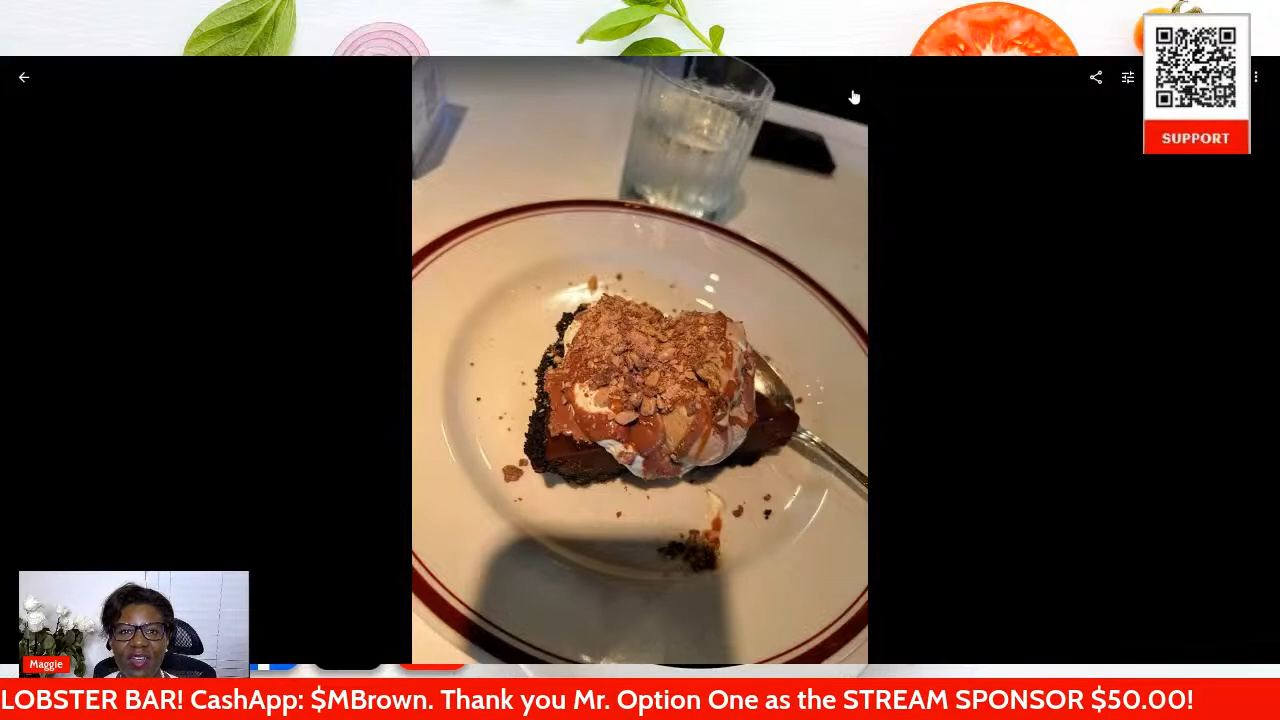 SUPPORT
Maggie
LOBSTER BAR! CashApp: $MBrown. Thank you Mr. Option One as the STREAM SPONSOR $50.00!